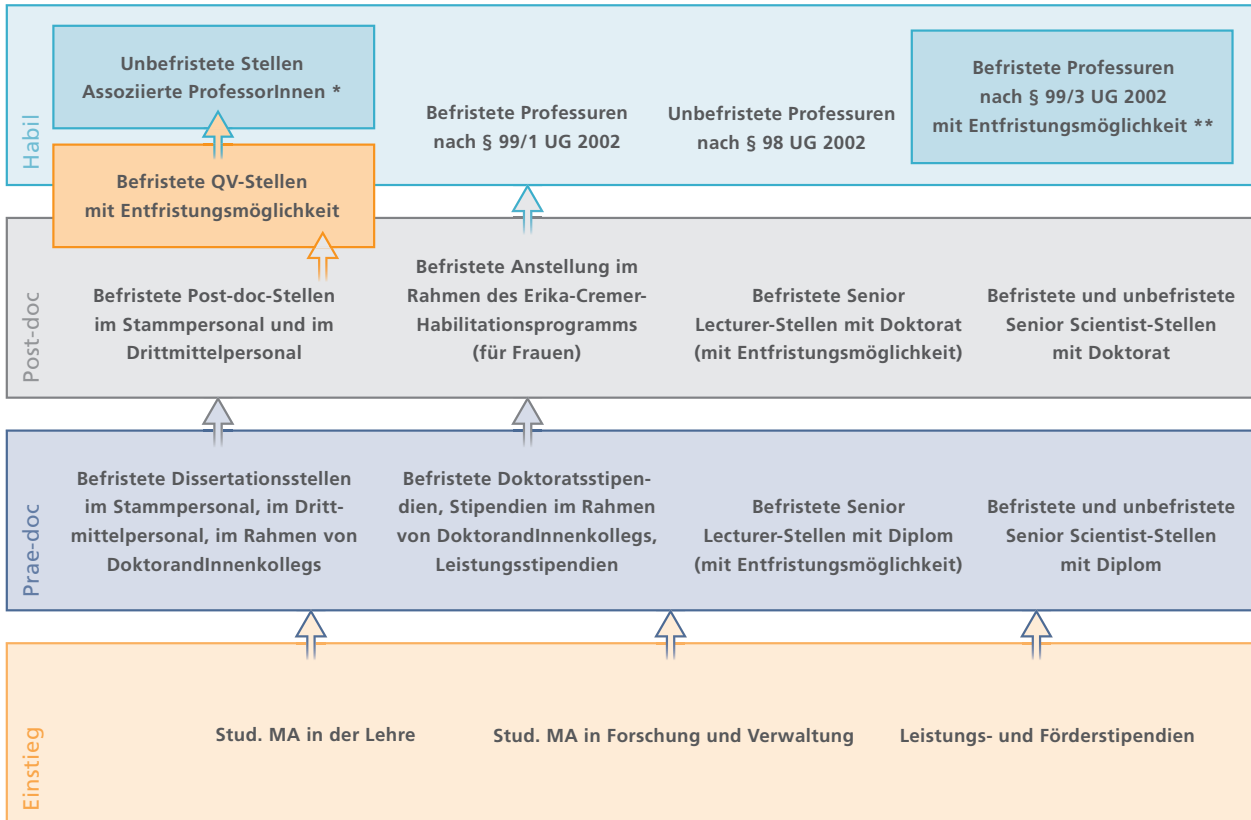 Habil
Unbefristete Stellen
Assoziierte ProfessorInnen *
Befristete QV-Stellen
mit Entfristungsmöglichkeit
Befristete Professuren
nach § 99/1 UG 2002
Unbefristete Professuren
nach § 98 UG 2002
Befristete Professuren
nach § 99/3 UG 2002
mit Entfristungsmöglichkeit **
Post-doc
Befristete Post-doc-Stellen
im Stammpersonal und im
Drittmittelpersonal
Befristete Anstellung im
Rahmen des Erika-Cremer-
Habilitationsprogramms
(für Frauen)
Befristete Senior
Lecturer-Stellen mit Doktorat
(mit Entfristungsmöglichkeit)
Befristete und unbefristete
Senior Scientist-Stellen
mit Doktorat
Prae-doc
Befristete Dissertationsstellen
im Stammpersonal, im Dritt-
mittelpersonal, im Rahmen von
DoktorandInnenkollegs
Befristete Doktoratsstipen-
dien, Stipendien im Rahmen
von DoktorandInnenkollegs,
Leistungsstipendien
Befristete Senior
Lecturer-Stellen mit Diplom
(mit Entfristungsmöglichkeit)
Befristete und unbefristete
Senior Scientist-Stellen
mit Diplom
Einstieg
Stud. MA in der Lehre
Stud. MA in Forschung und Verwaltung
Leistungs- und Förderstipendien